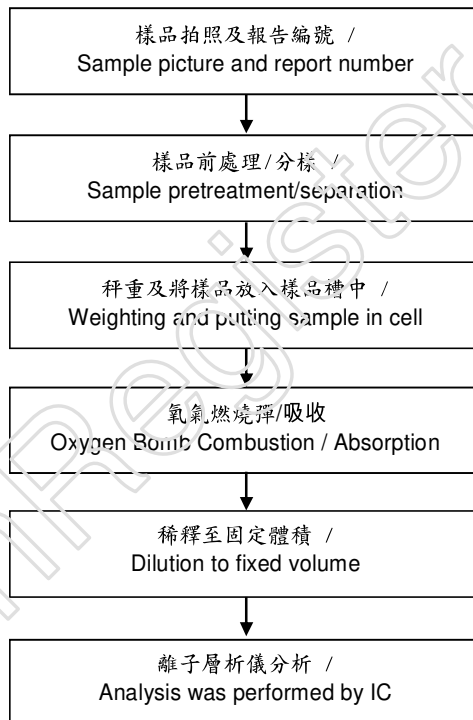 樣品拍照及報告編號 /
Sample picture and report number
樣品前處理/分樣 /
Sample pretreatment/separation
秤重及將樣品放入樣品槽中 /
Weighting and putting sample in cell
氧氣燃燒彈/吸收
Oxygen Bomb Combustion / Absorption
稀釋至固定體積 /
Dilution to fixed volume
離子層析儀分析 /
Analysis was performed by IC